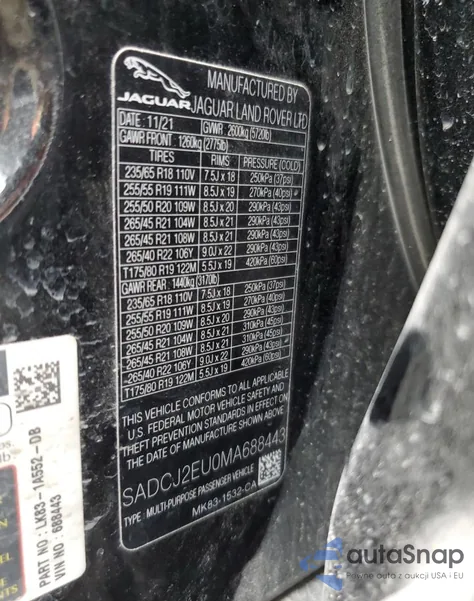 JAGUAR
MANUFACTURED BY
JAGUAR LAND ROVER LTD
DATE: 11/21 GVWR: 2600kg (5720lb)
GAWR FRONT: 1260kg (2775lb)
TIRES RIMS PRESSURE (COLD)
235/65 R18 110V 7.5J x 18 250kPa (37psi)
255/55 R19 111W 8.5J x 19 270kPa (40psi)
255/50 R20 109W 8.5J x 20 290kPa (43psi)
265/45 R21 104W 8.5J x 21 290kPa (43psi)
265/45 R21 108W 8.5J x 21 290kPa (43psi)
265/40 R22 106Y 9.0J x 22 290kPa (43psi)
T175/80 R19 122M 5.5J x 19 420kPa (60psi)
GAWR REAR: 1440kg (3170lb)
235/65 R18 110V 7.5J x 18 250kPa (37psi)
255/55 R19 111W 8.5J x 19 270kPa (40psi)
255/50 R20 109W 8.5J x 20 290kPa (43psi)
265/45 R21 104W 8.5J x 21 310kPa (45psi)
265/45 R21 108W 8.5J x 21 310kPa (45psi)
265/40 R22 106Y 9.0J x 22 290kPa (43psi)
T175/80 R19 122M 5.5J x 19 420kPa (60psi)
THIS VEHICLE CONFORMS TO ALL APPLICABLE
U.S. FEDERAL MOTOR VEHICLE SAFETY AND
THEFT PREVENTION STANDARDS IN EFFECT ON
THE DATE OF MANUFACTURE SHOWN ABOVE.
SADCJ2EU0MA688443
TYPE: MULTI-PURPOSE PASSENGER VEHICLE
MK83-1532-CA
PART NO : LK83-1A552-DB
VIN NO : 688443
autoSnap
Pewne auto z aukcji USA i EU